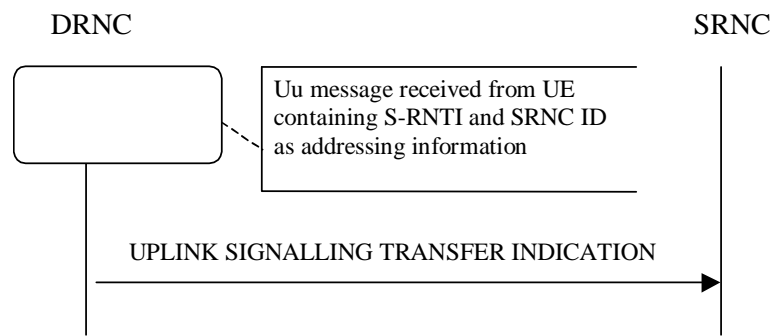 DRNC
SRNC
Uu message received from UE
containing S-RNTI and SRNC ID
as addressing information
UPLINK SIGNALLING TRANSFER INDICATION